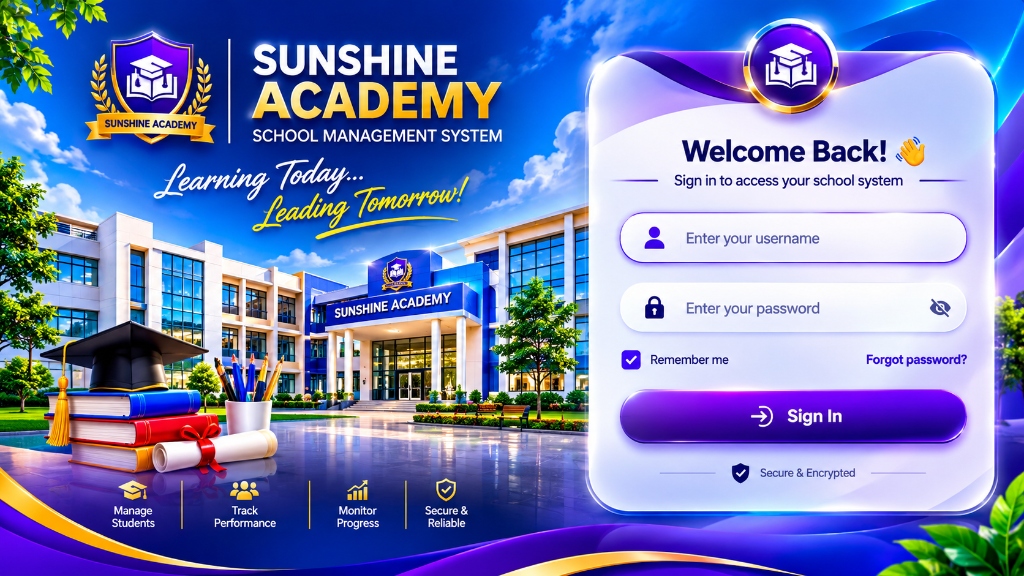 SUNSHINE ACADEMY
SUNSHINE
ACADEMY
SCHOOL MANAGEMENT SYSTEM
Learning Today...
Leading Tomorrow!
SUNSHINE ACADEMY
Manage
Students
Track
Performance
Monitor
Progress
Secure &
Reliable
Welcome Back! 👋
Sign in to access your school system
Enter your username
Enter your password
Remember me
Forgot password?
Sign In
Secure & Encrypted